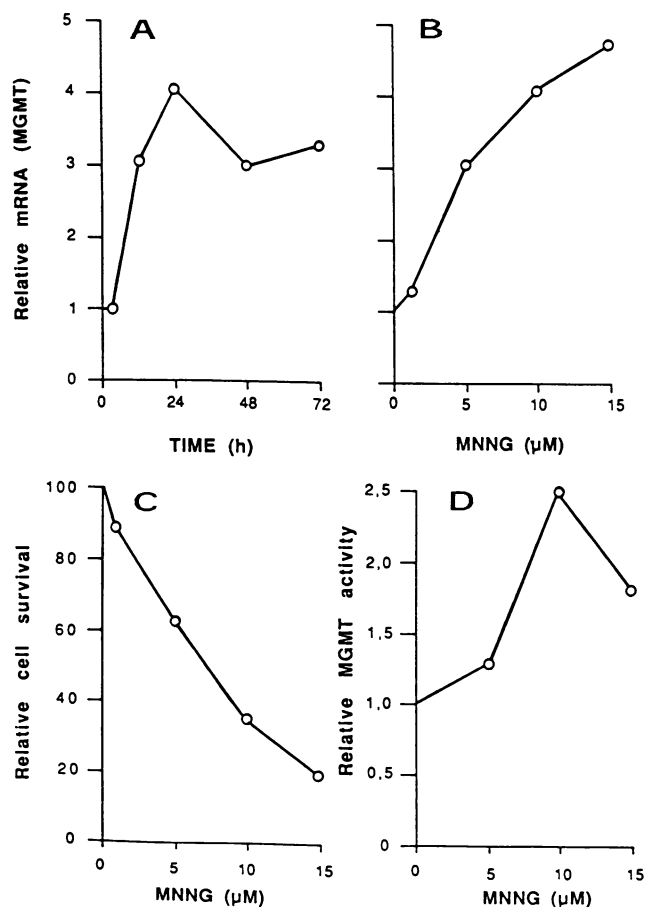 A
Relative mRNA (MGMT)
5
4
3
2
1
0
0 24 48 72
TIME (h)
B
0 5 10 15
MNNG (µM)
C
Relative cell survival
100
80
60
40
20
0
0 5 10 15
MNNG (µM)
D
Relative MGMT activity
2,5
2,0
1,5
1,0
0,5
0
0 5 10 15
MNNG (µM)